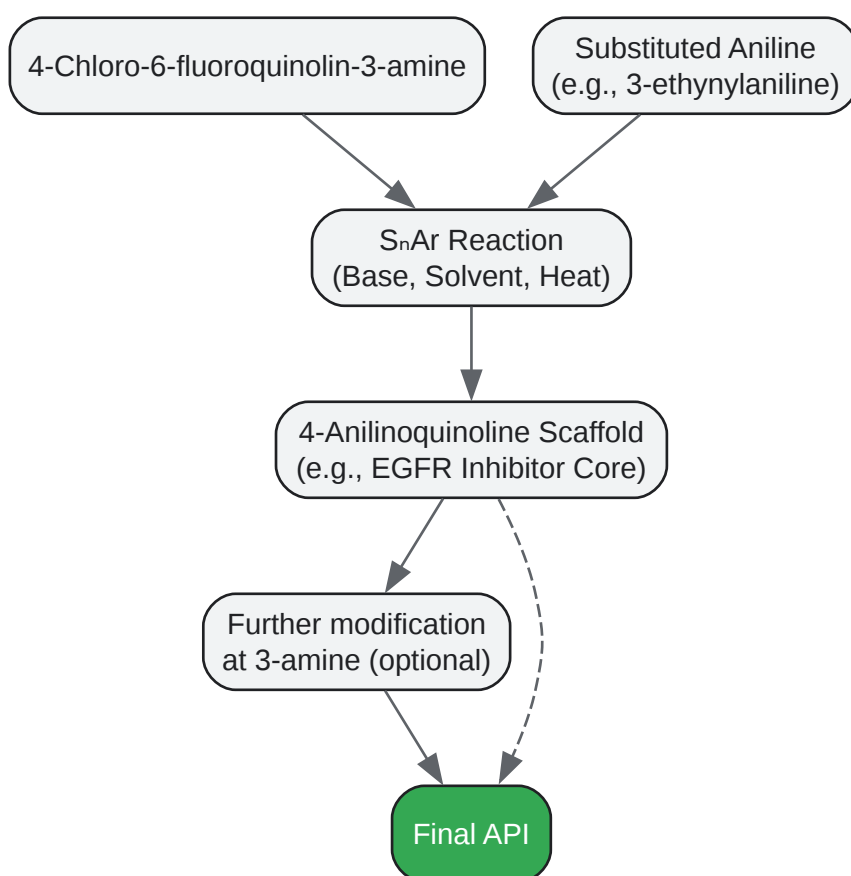 4-Chloro-6-fluoroquinolin-3-amine
Substituted Aniline
(e.g., 3-ethynylaniline)
SₙAr Reaction
(Base, Solvent, Heat)
4-Anilinoquinoline Scaffold
(e.g., EGFR Inhibitor Core)
Further modification
at 3-amine (optional)
Final API